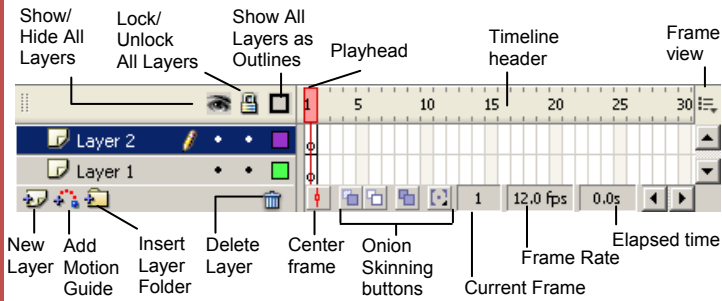 Show/
Hide All
Layers
Lock/
Unlock
All Layers
Show All
Layers as
Outlines
Playhead
Timeline
header
Frame
view
1 5 10 15 20 25 30
Layer 2
Layer 1
1 12.0 fps 0.0s
New
Layer
Add
Motion
Guide
Insert
Layer
Folder
Delete
Layer
Center
frame
Onion
Skinning
buttons
Current Frame
Frame Rate
Elapsed time